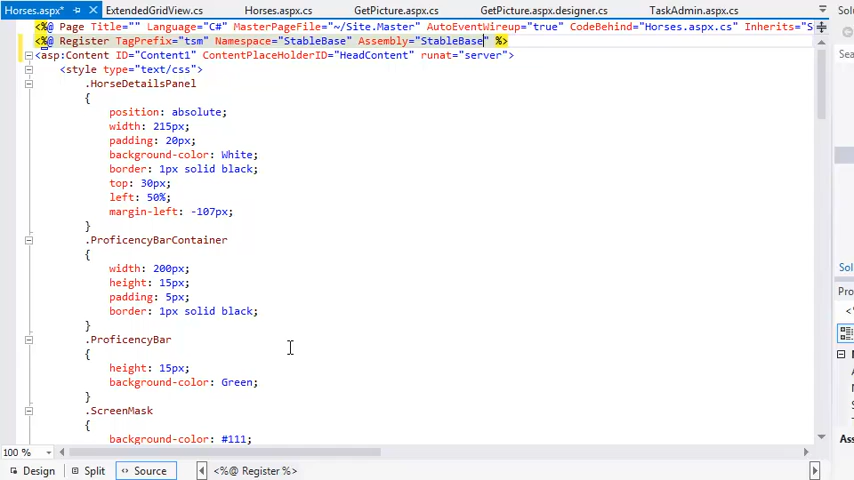 Horses.aspx* ExtendedGridView.cs Horses.aspx.cs GetPicture.aspx.cs GetPicture.aspx.designer.cs TaskAdmin.aspx.cs Solu
<%@ Page Title="" Language="C#" MasterPageFile="~/Site.Master" AutoEventWireup="true" CodeBehind="Horses.aspx.cs" Inherits="S
<%@ Register TagPrefix="tsm" Namespace="StableBase" Assembly="StableBase" %>
Sear
<asp:Content ID="Content1" ContentPlaceHolderID="HeadContent" runat="server">
<style type="text/css">
.HorseDetailsPanel
{
position: absolute;
width: 215px;
padding: 20px;
background-color: White;
border: 1px solid black;
top: 30px;
left: 50%;
margin-left: -107px;
}
.ProficencyBarContainer
{
width: 200px;
Sol
height: 15px;
padding: 5px;
Pro
border: 1px solid black;
<'
}
.ProficencyBar
{
height: 15px;
background-color: Green;
}
.ScreenMask
{
background-color: #111;
As
100 %
Design Split Source <%@ Register %>